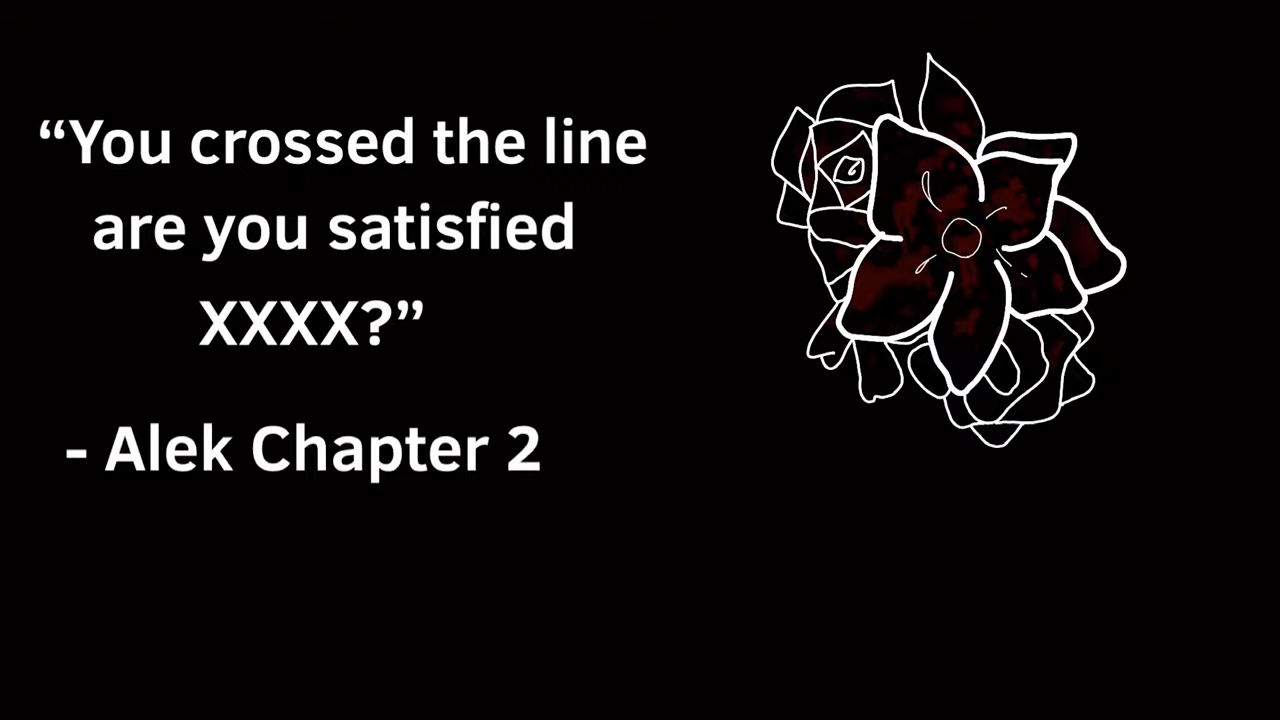 “You crossed the line
are you satisfied
XXXX?”
- Alek Chapter 2